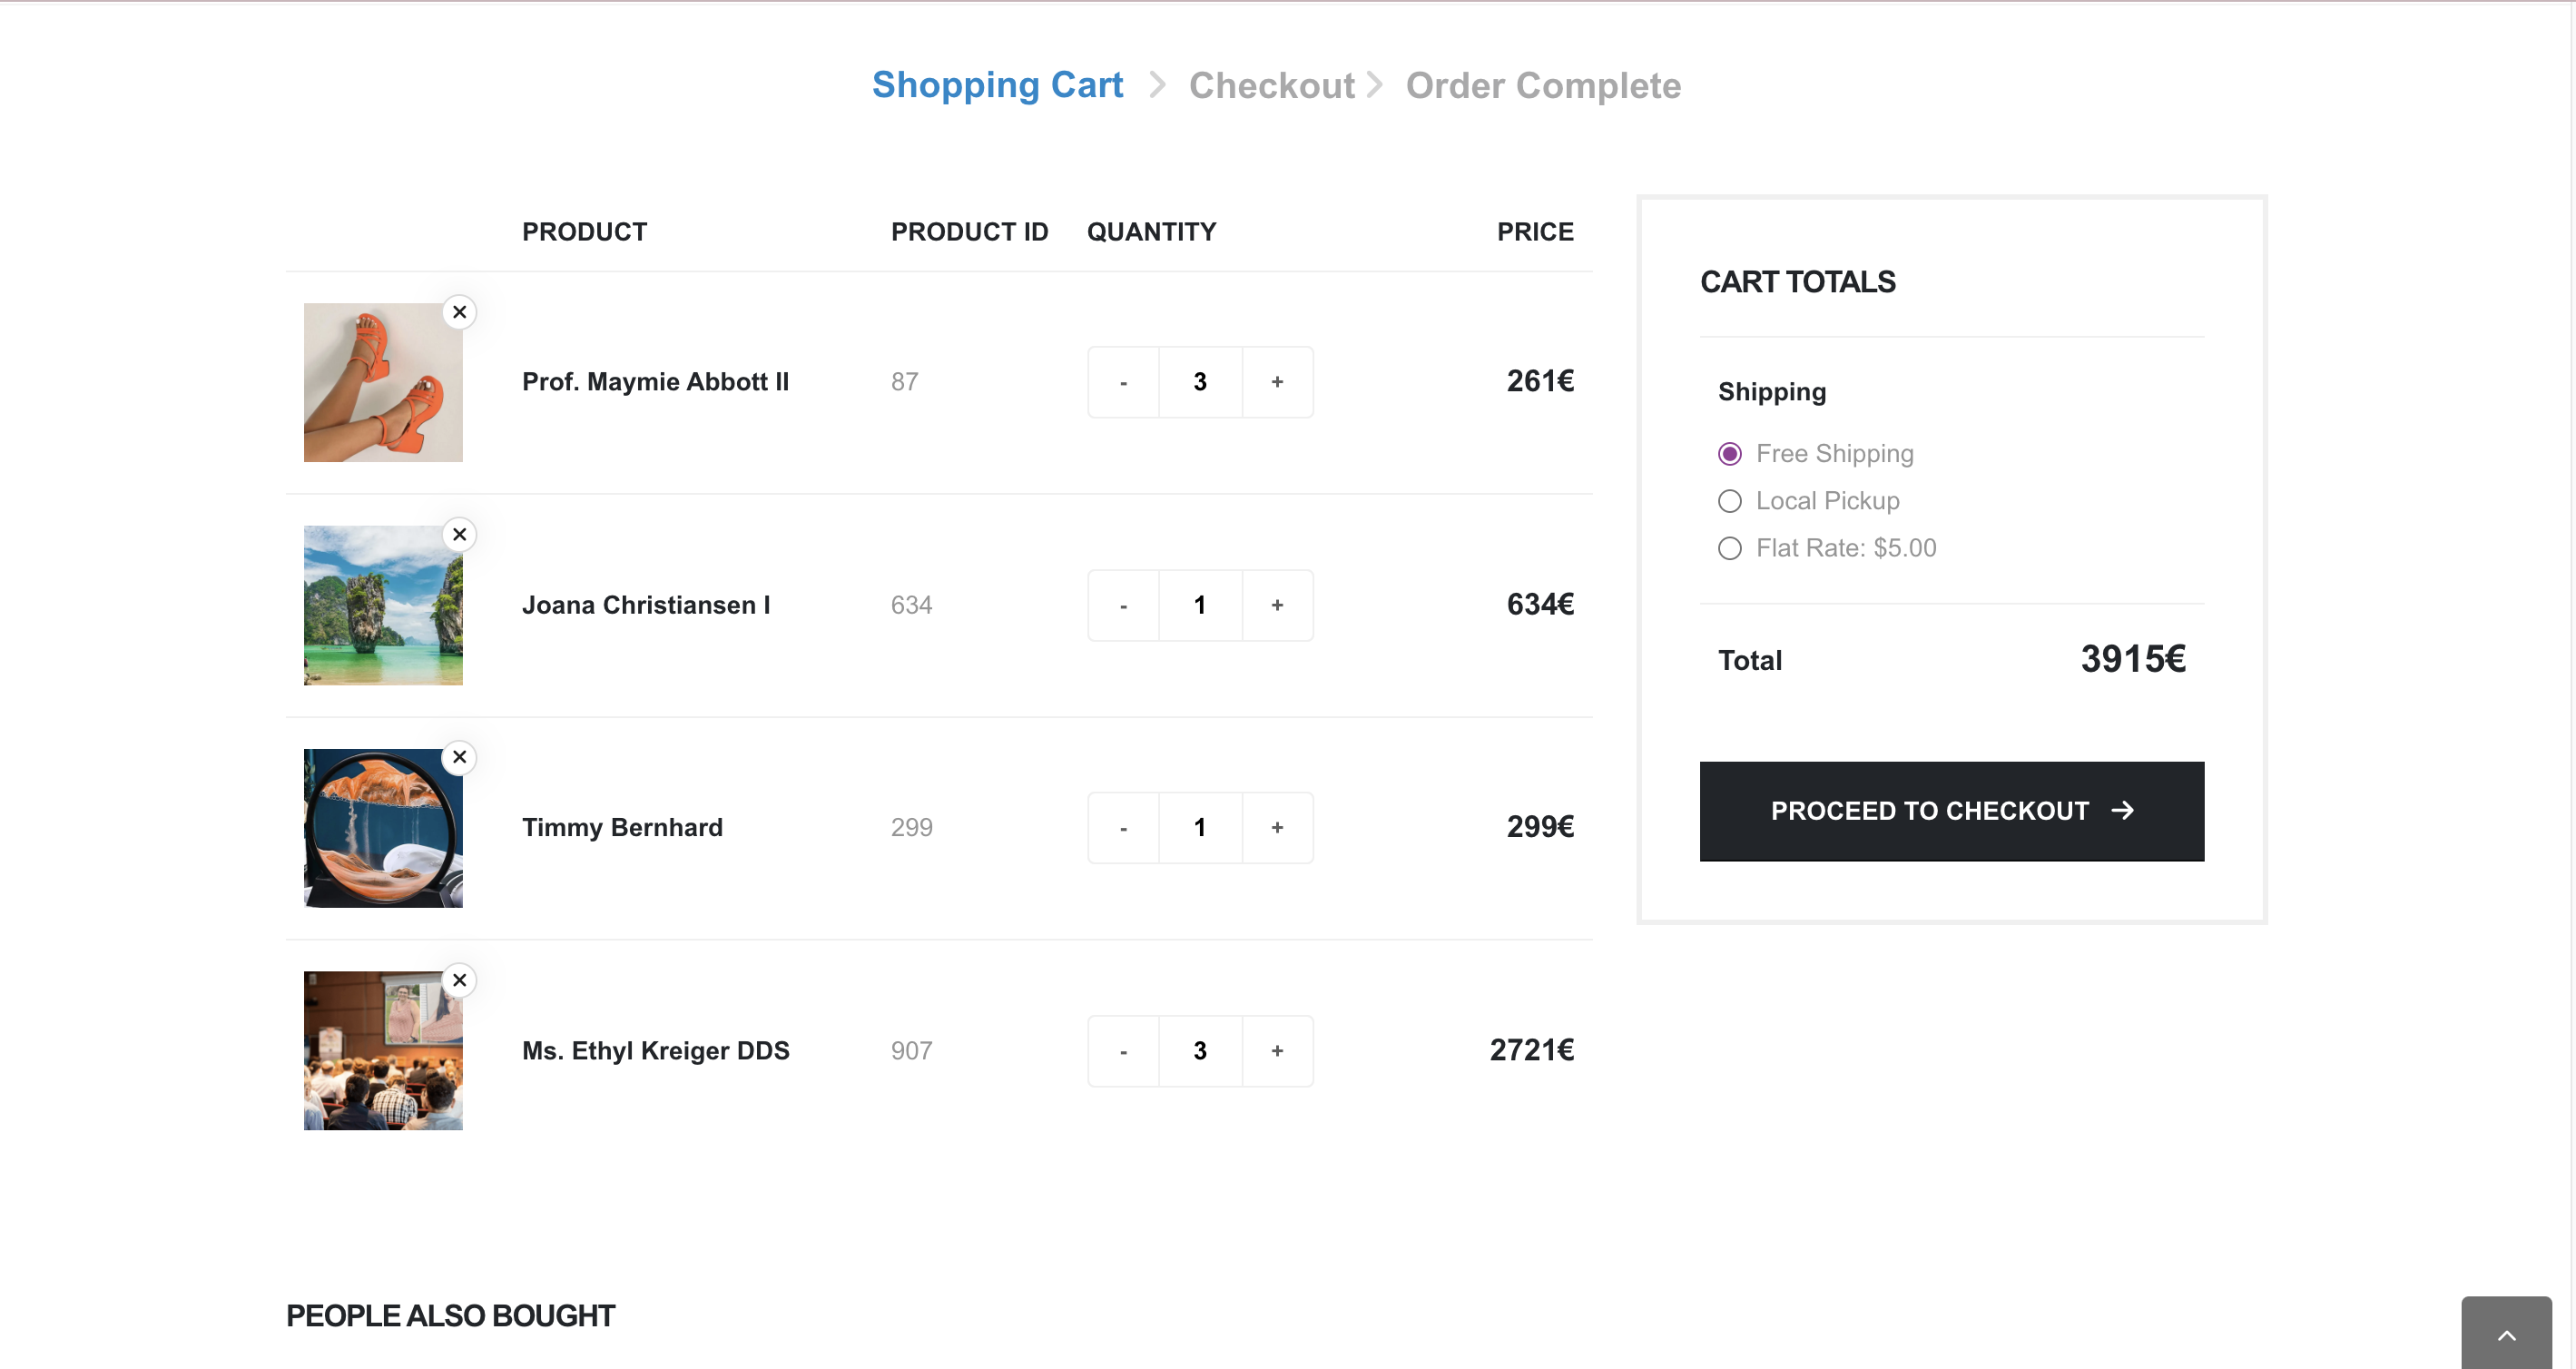 Shopping Cart > Checkout > Order Complete
PRODUCT PRODUCT ID QUANTITY PRICE
Prof. Maymie Abbott II 87 - 3 + 261€
Joana Christiansen I 634 - 1 + 634€
Timmy Bernhard 299 - 1 + 299€
Ms. Ethyl Kreiger DDS 907 - 3 + 2721€
CART TOTALS
Shipping
Free Shipping
Local Pickup
Flat Rate: $5.00
Total 3915€
PROCEED TO CHECKOUT →
PEOPLE ALSO BOUGHT